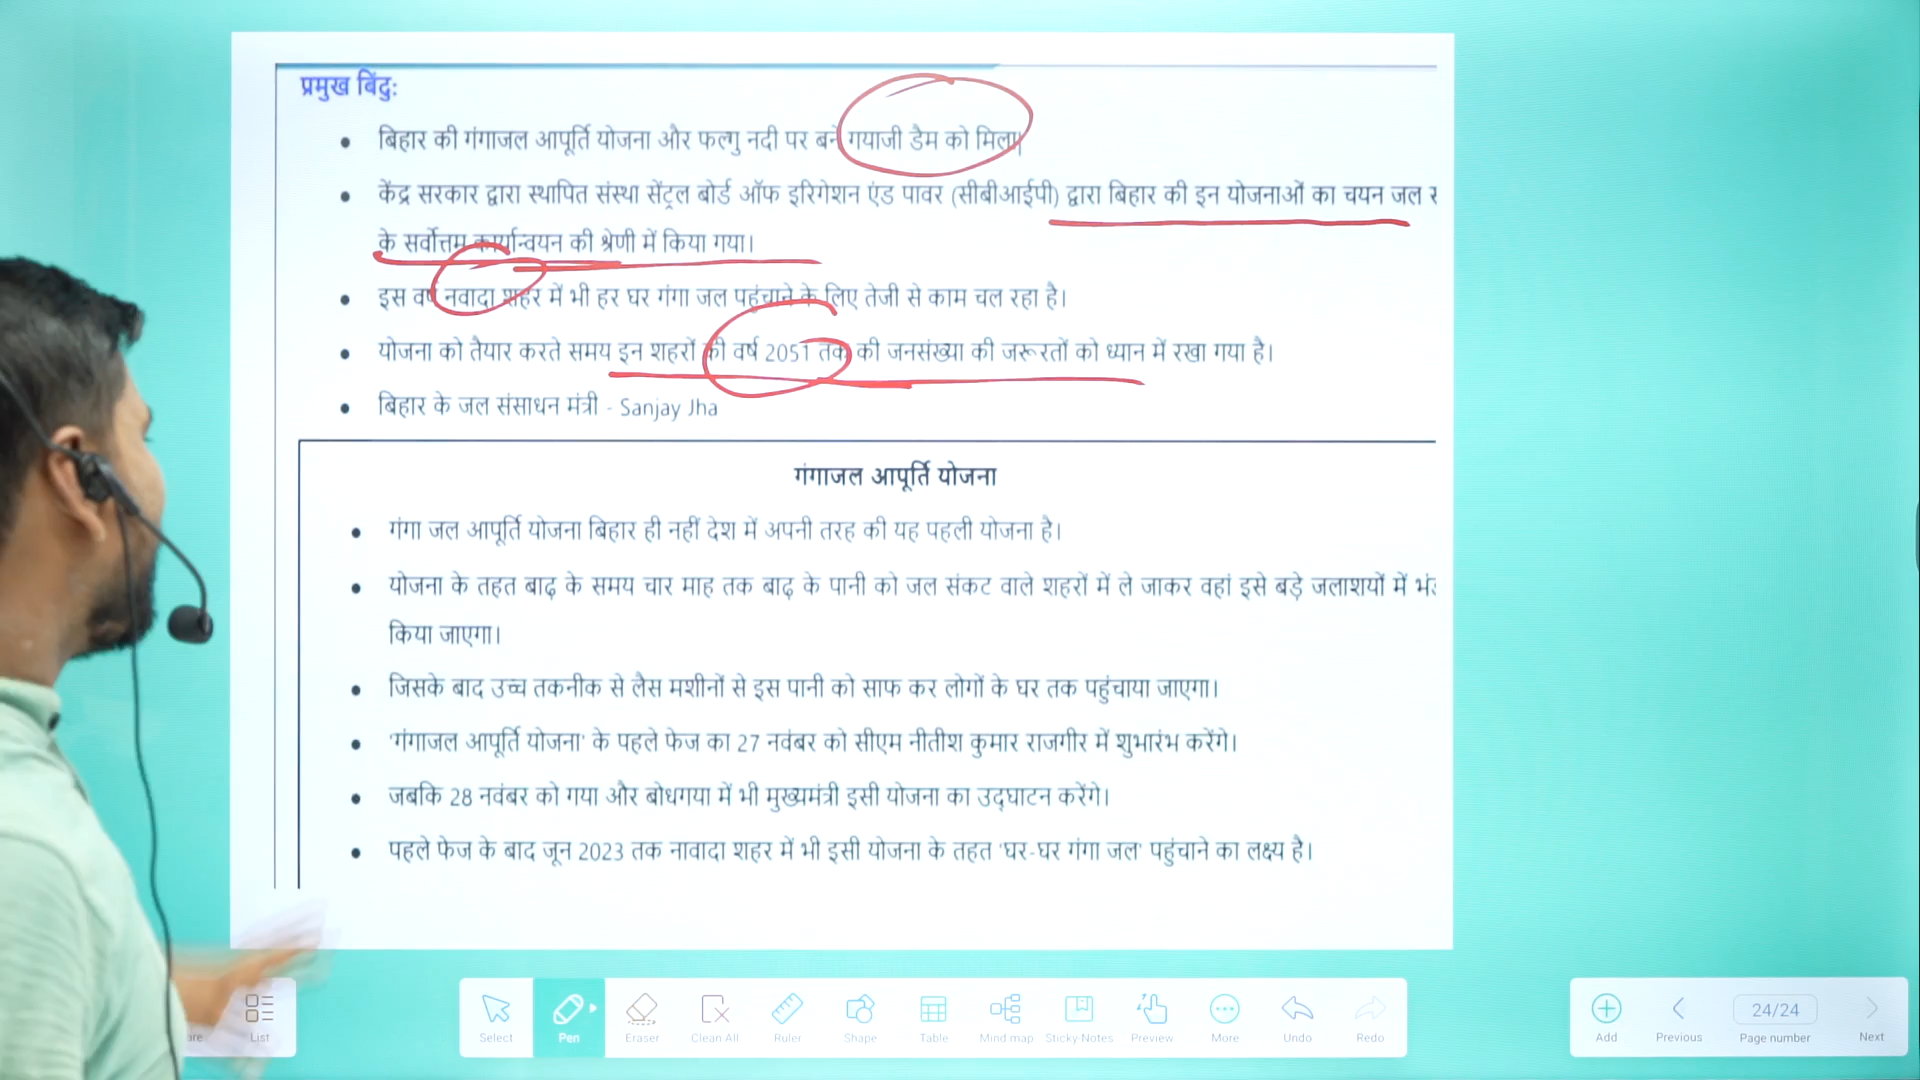 प्रमुख बिंदु:
• बिहार की गंगाजल आपूर्ति योजना और फल्गु नदी पर बने गयाजी डैम को मिला।
• केंद्र सरकार द्वारा स्थापित संस्था सेंट्रल बोर्ड ऑफ इरिगेशन एंड पावर (सीबीआईपी) द्वारा बिहार की इन योजनाओं का चयन जल
के सर्वोत्तम कार्यान्वयन की श्रेणी में किया गया।
• इस वर्ष नवादा शहर में भी हर घर गंगा जल पहुंचाने के लिए तेजी से काम चल रहा है।
• योजना को तैयार करते समय इन शहरों की वर्ष 2051 तक की जनसंख्या की जरूरतों को ध्यान में रखा गया है।
• बिहार के जल संसाधन मंत्री - Sanjay Jha
गंगाजल आपूर्ति योजना
• गंगा जल आपूर्ति योजना बिहार ही नहीं देश में अपनी तरह की यह पहली योजना है।
• योजना के तहत बाढ़ के समय चार माह तक बाढ़ के पानी को जल संकट वाले शहरों में ले जाकर वहां इसे बड़े जलाशयों में
किया जाएगा।
• जिसके बाद उच्च तकनीक से लैस मशीनों से इस पानी को साफ कर लोगों के घर तक पहुंचाया जाएगा।
• 'गंगाजल आपूर्ति योजना' के पहले फेज का 27 नवंबर को सीएम नीतीश कुमार राजगीर में शुभारंभ करेंगे।
• जबकि 28 नवंबर को गया और बोधगया में भी मुख्यमंत्री इसी योजना का उद्घाटन करेंगे।
• पहले फेज के बाद जून 2023 तक नावादा शहर में भी इसी योजना के तहत 'घर-घर गंगा जल' पहुंचाने का लक्ष्य है।
List Select Pen Eraser Clean All Ruler Shape Table Mind map Sticky Notes Preview More Undo Redo Add Previous 24/24 Page number Next